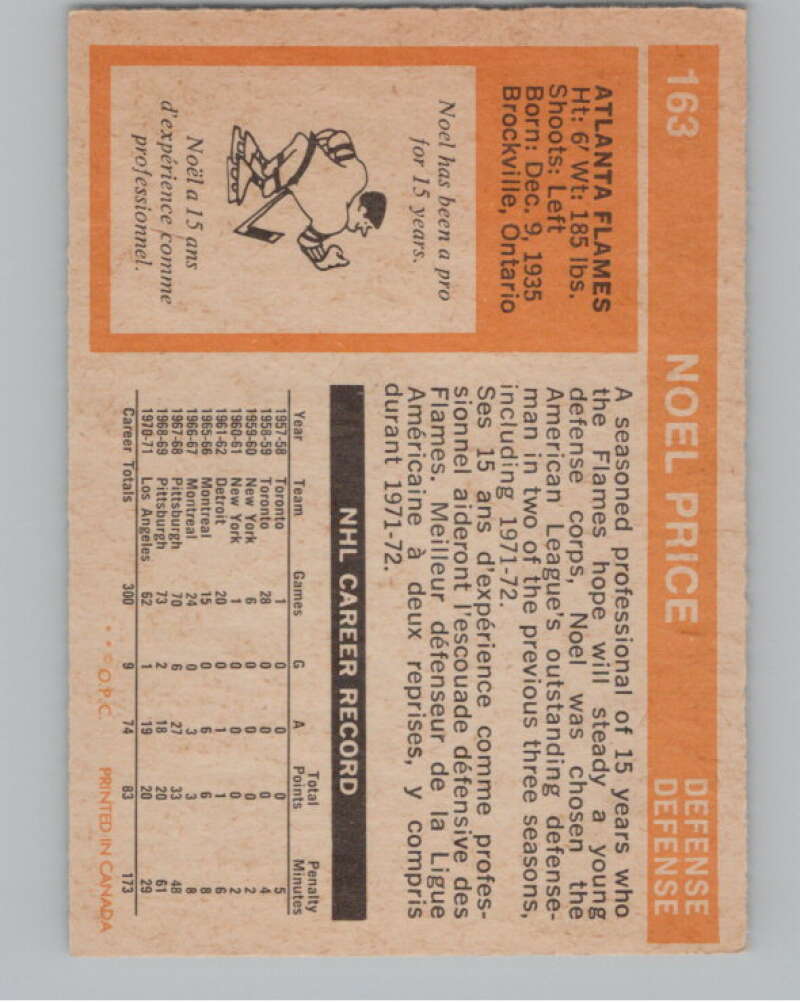 163 NOEL PRICE DEFENSE
DEFENSE
ATLANTA FLAMES
Ht: 6' Wt: 185 lbs.
Shoots: Left
Born: Dec. 9, 1935
Brockville, Ontario
Noel has been a pro
for 15 years.
Noël a 15 ans
d'expérience comme
professionnel.
A seasoned professional of 15 years who
the Flames hope will steady a young
defense corps, Noel was chosen the
American League's outstanding defense-
man in two of the previous three seasons,
including 1971-72.
Ses 15 ans d'expérience comme profes-
sionnel aideront l'escouade défensive des
Flames. Meilleur défenseur de la Ligue
Américaine à deux reprises, y compris
durant 1971-72.
NHL CAREER RECORD
Total Penalty
Year Team Games G A Points Minutes
1957-58 Toronto 1 0 0 0 5
1958-59 Toronto 28 0 0 0 4
1959-60 New York 6 0 0 0 2
1960-61 New York 1 0 0 0 2
1961-62 Detroit 20 0 1 1 6
1965-66 Montreal 15 0 6 6 8
1966-67 Montreal 24 0 3 3 8
1967-68 Pittsburgh 70 6 27 33 48
1968-69 Pittsburgh 73 2 18 20 61
1970-71 Los Angeles 62 1 19 20 29
Career Totals 300 9 74 83 173
* * © O.P.C. PRINTED IN CANADA